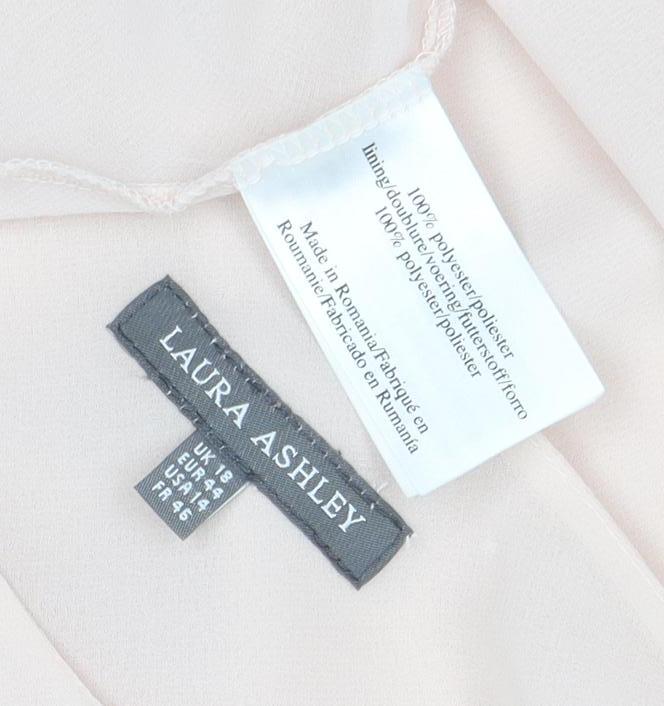 100% polyester/poliester
lining/doublure/voering/futterstoff/forro
100% polyester/poliester
Made in Romania/Fabriqué en
Roumanie/Fabricado en Rumanía
LAURA ASHLEY
UK 18
EUR 44
USA 14
FR 46